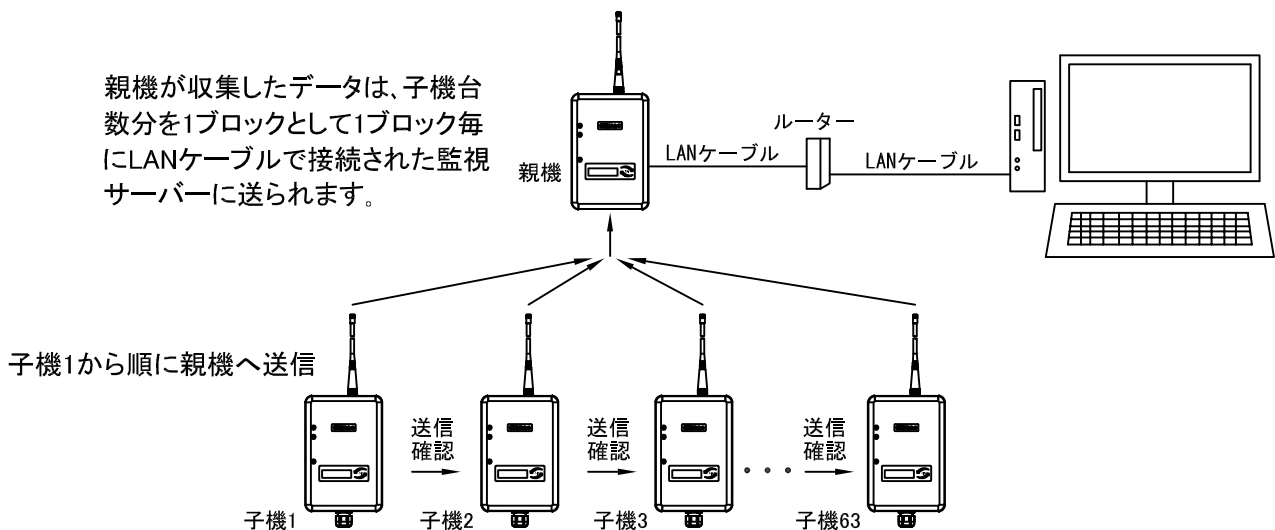 親機が収集したデータは、子機台
数分を1ブロックとして1ブロック毎
にLANケーブルで接続された監視
サーバーに送られます。
親機
LANケーブル
ルーター
LANケーブル
子機1から順に親機へ送信
送信
確認
送信
確認
送信
確認
子機1
子機2
子機3
子機63